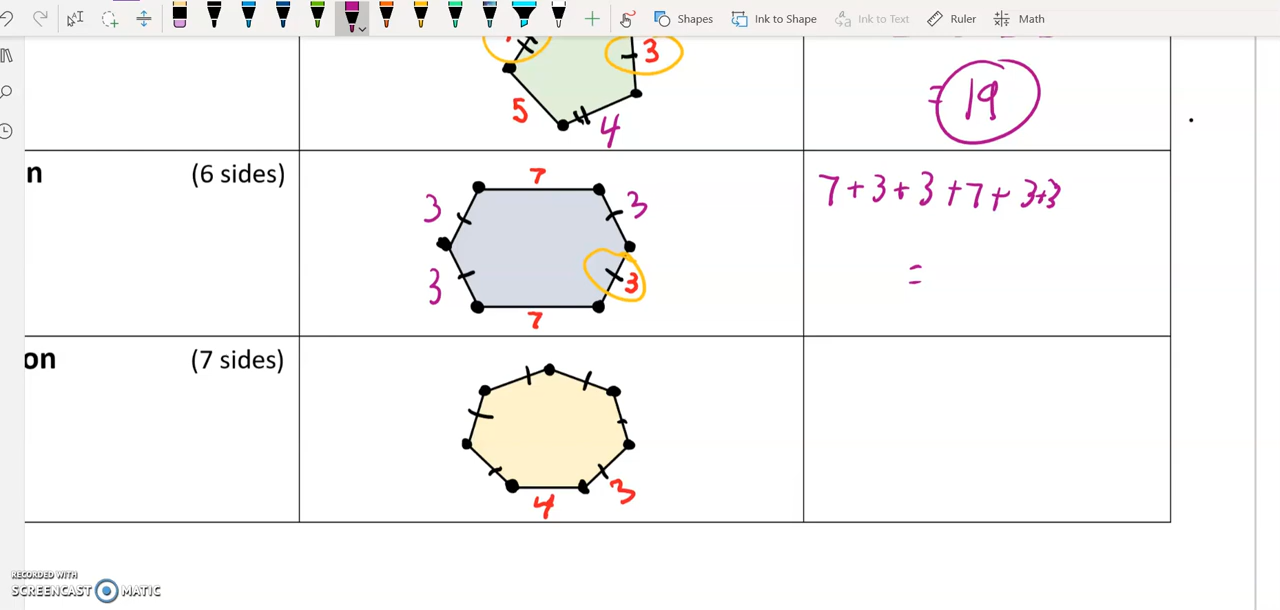 Shapes
Ink to Shape
Ink to Text
Ruler
Math
3
5
4
= 19
n (6 sides)
7
3
3
3
3
7
7 + 3 + 3 + 7 + 3+3
=
on (7 sides)
4
3
RECORDED WITH
SCREENCAST MATIC